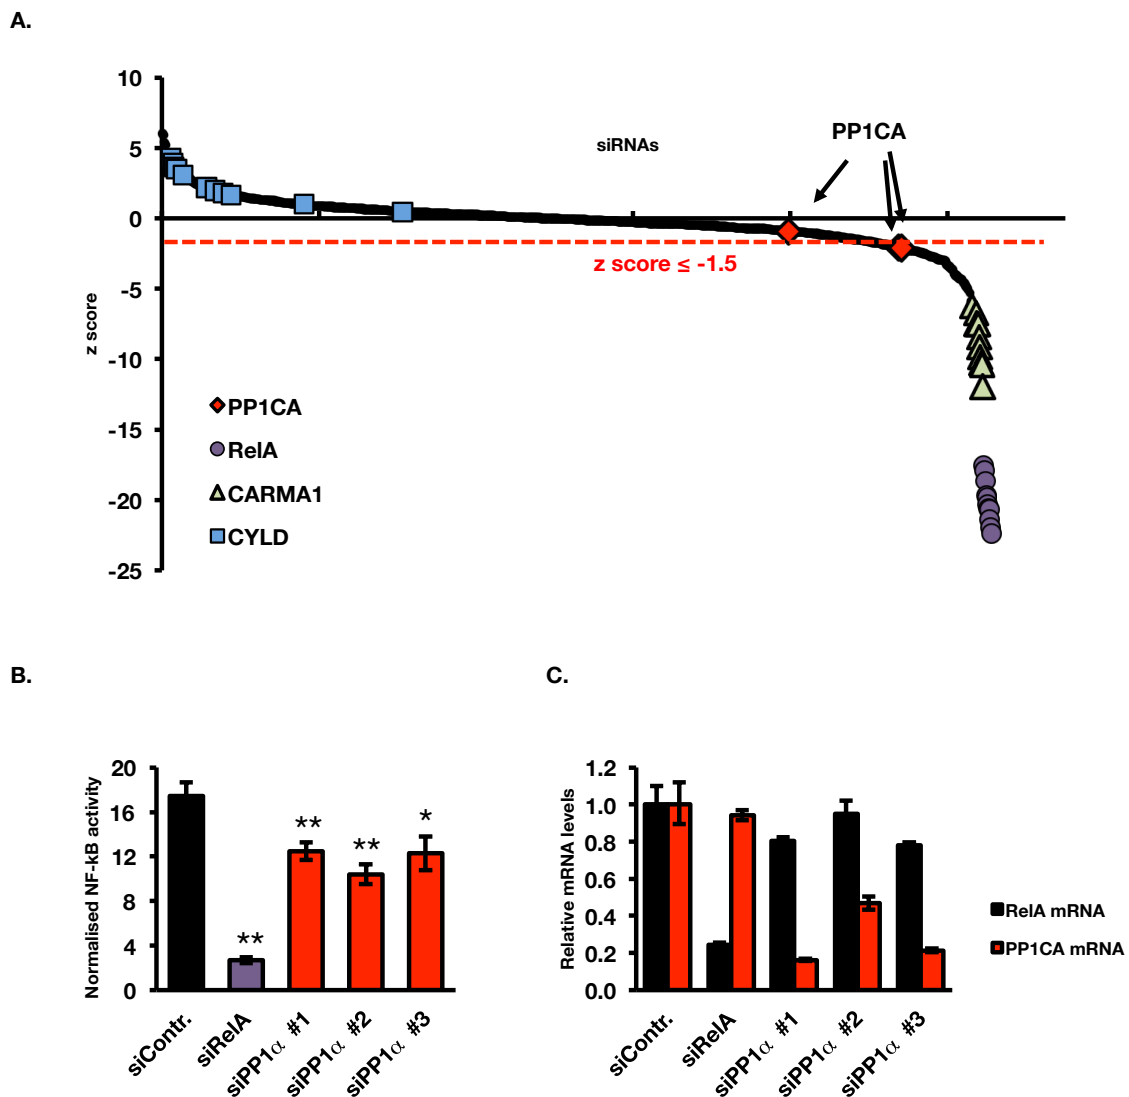 A.
10
5
0
-5
-10
-15
-20
-25
z score
siRNAs
PP1CA
z score ≤ -1.5
PP1CA
RelA
CARMA1
CYLD
B.
20
16
12
8
4
0
Normalised NF-kB activity
**
**
**
*
siContr.
siRelA
siPP1α #1
siPP1α #2
siPP1α #3
C.
1.2
1.0
0.8
0.6
0.4
0.2
0.0
Relative mRNA levels
siContr.
siRelA
siPP1α #1
siPP1α #2
siPP1α #3
RelA mRNA
PP1CA mRNA